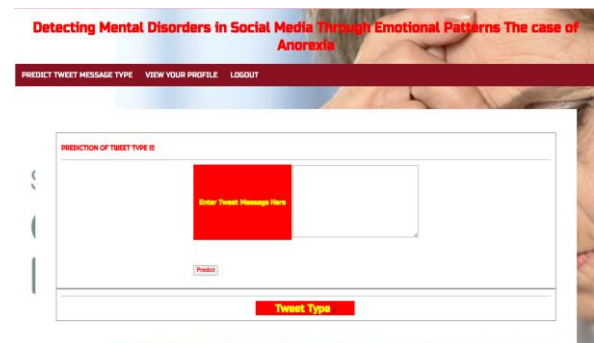 Detecting Mental Disorders in Social Media Through Emotional Patterns The case of
Anorexia
PREDICT TWEET MESSAGE TYPE VIEW YOUR PROFILE LOGOUT
PREDICTION OF TWEET TYPE !!!
Enter Tweet Message Here
Predict
Tweet Type